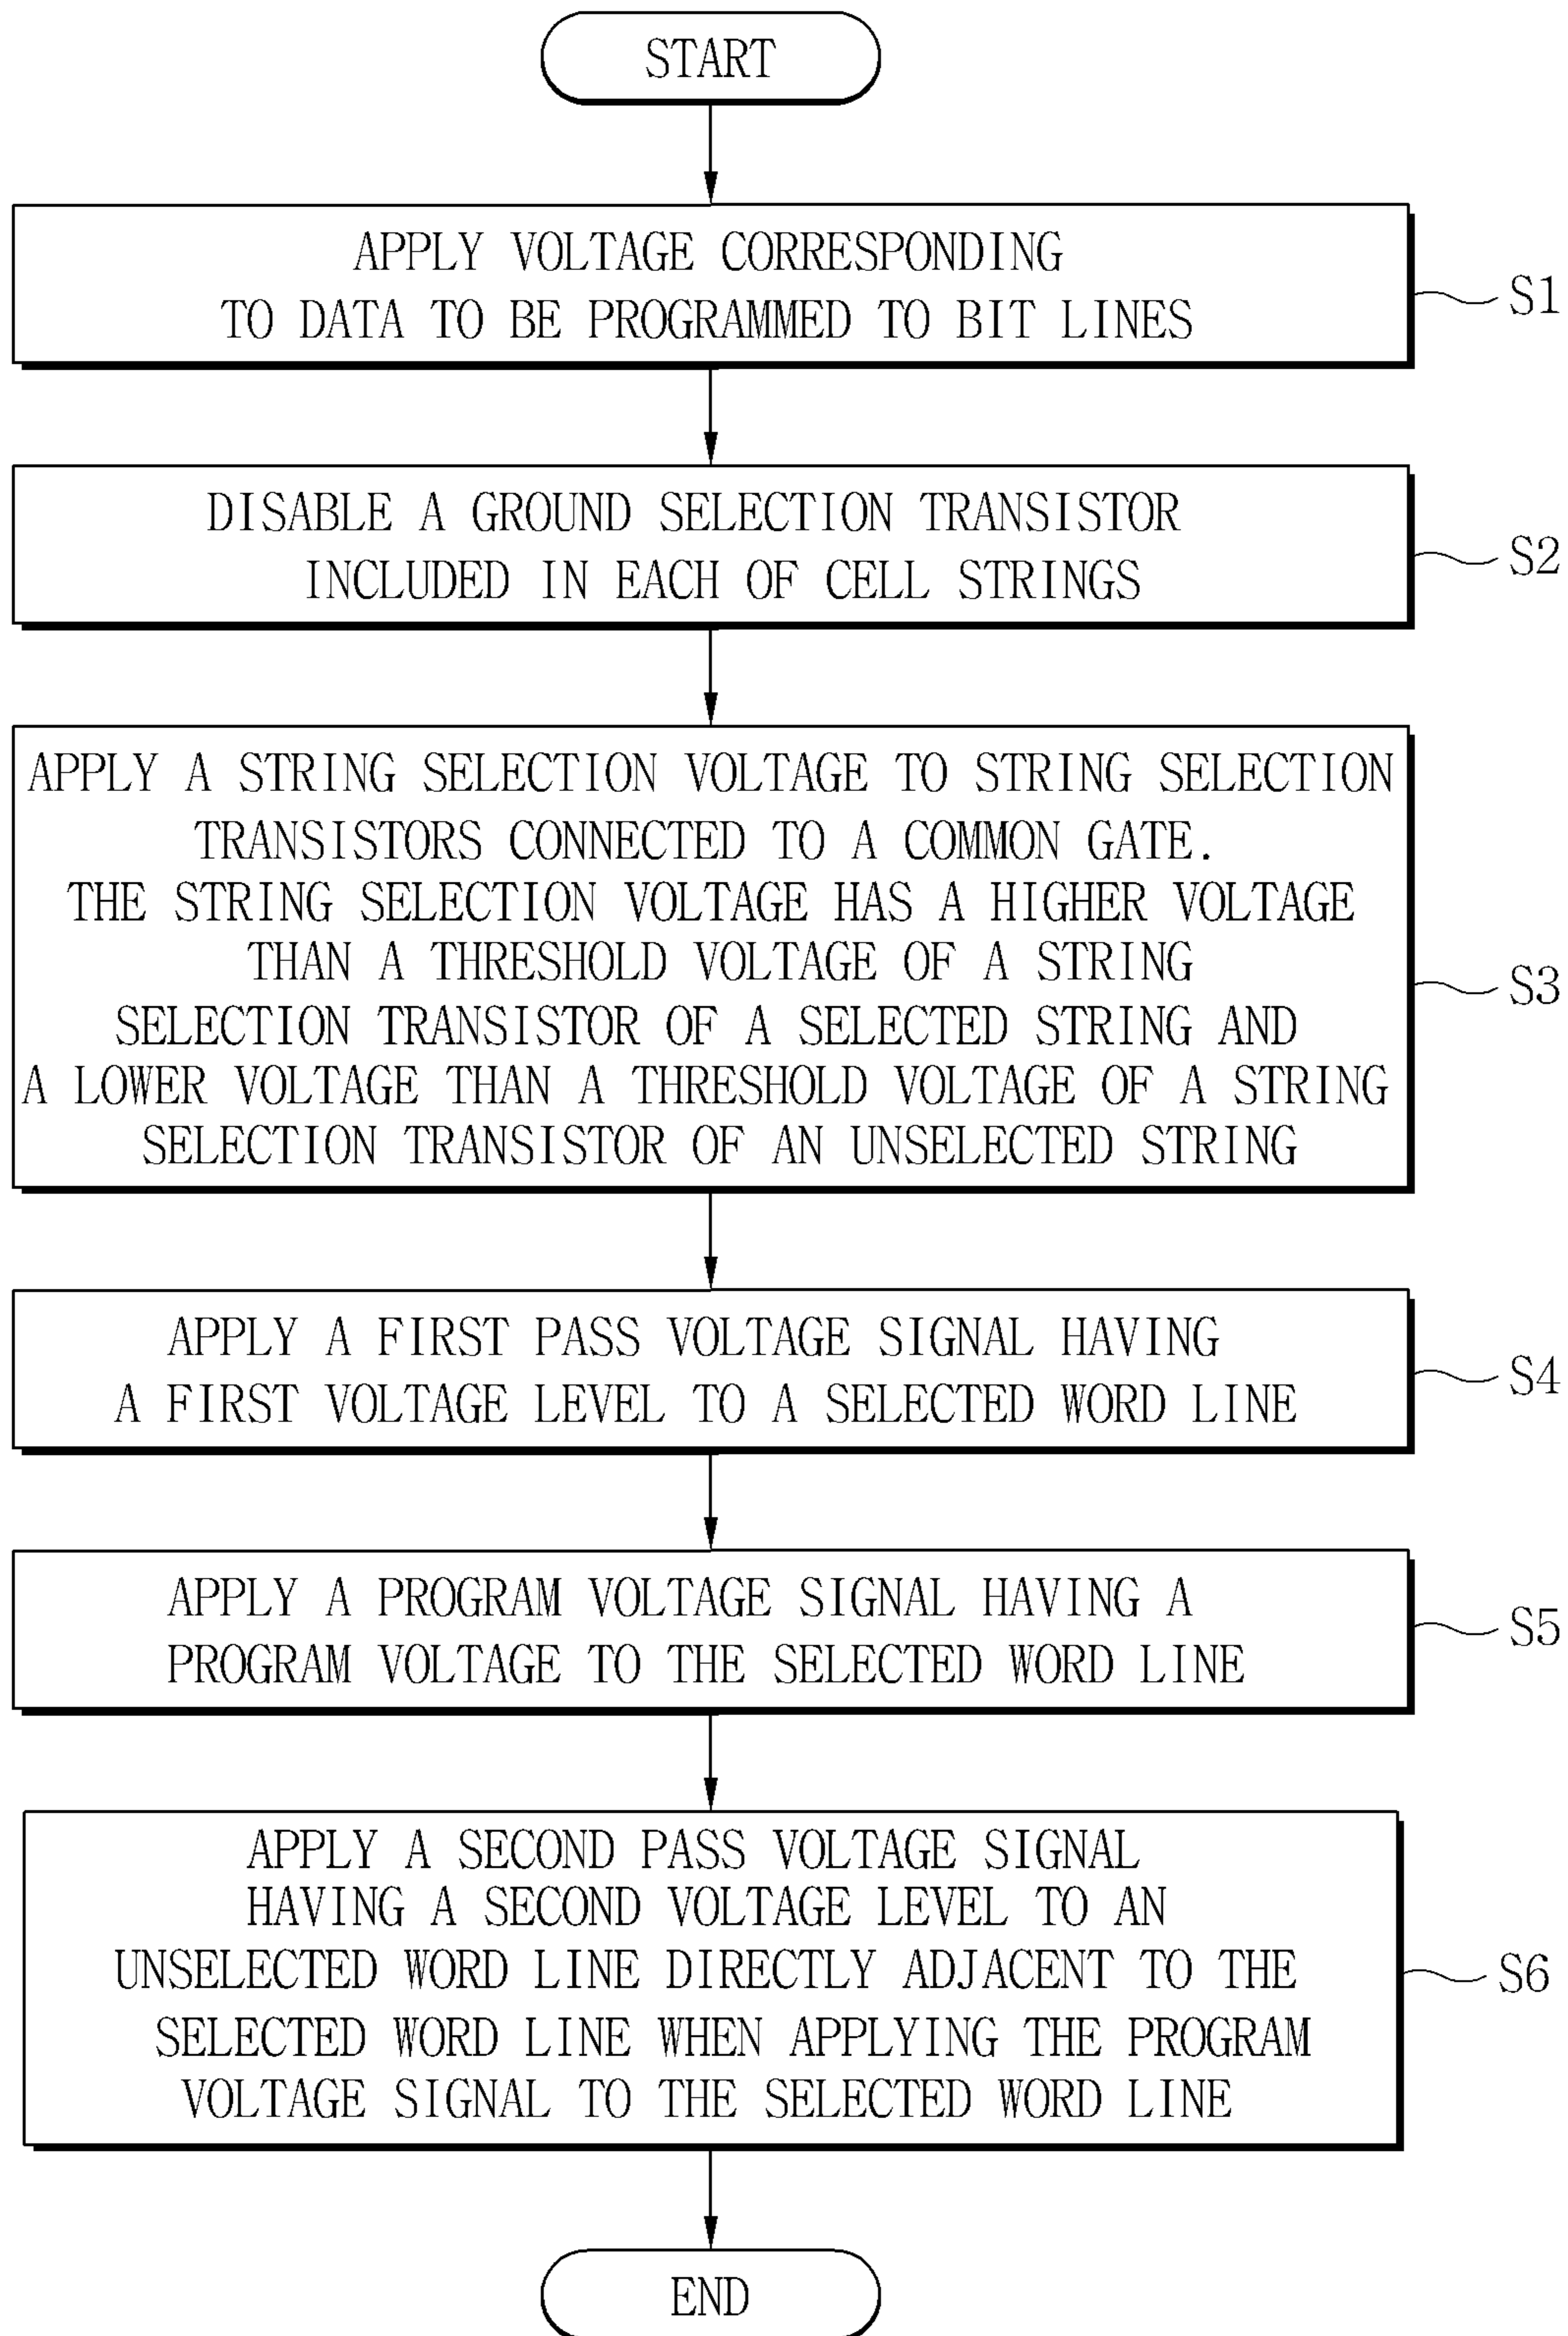 START
APPLY VOLTAGE CORRESPONDING
TO DATA TO BE PROGRAMMED TO BIT LINES
S1
DISABLE A GROUND SELECTION TRANSISTOR
INCLUDED IN EACH OF CELL STRINGS
S2
APPLY A STRING SELECTION VOLTAGE TO STRING SELECTION
TRANSISTORS CONNECTED TO A COMMON GATE.
THE STRING SELECTION VOLTAGE HAS A HIGHER VOLTAGE
THAN A THRESHOLD VOLTAGE OF A STRING
SELECTION TRANSISTOR OF A SELECTED STRING AND
A LOWER VOLTAGE THAN A THRESHOLD VOLTAGE OF A STRING
SELECTION TRANSISTOR OF AN UNSELECTED STRING
S3
APPLY A FIRST PASS VOLTAGE SIGNAL HAVING
A FIRST VOLTAGE LEVEL TO A SELECTED WORD LINE
S4
APPLY A PROGRAM VOLTAGE SIGNAL HAVING A
PROGRAM VOLTAGE TO THE SELECTED WORD LINE
S5
APPLY A SECOND PASS VOLTAGE SIGNAL
HAVING A SECOND VOLTAGE LEVEL TO AN
UNSELECTED WORD LINE DIRECTLY ADJACENT TO THE
SELECTED WORD LINE WHEN APPLYING THE PROGRAM
VOLTAGE SIGNAL TO THE SELECTED WORD LINE
S6
END